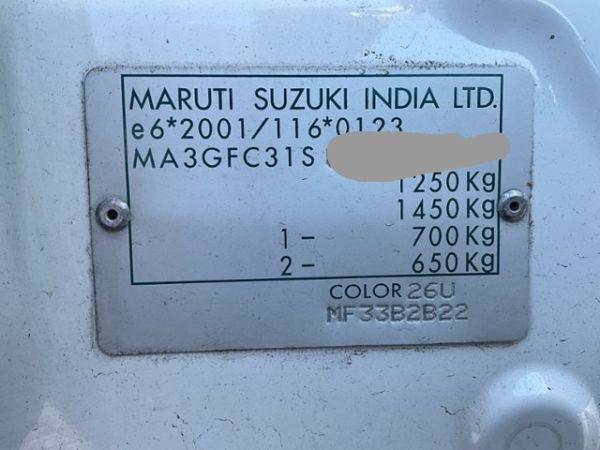 MARUTI SUZUKI INDIA LTD.
e6*2001/116*0123
MA3GFC31S
1250Kg
1450Kg
1- 700Kg
2- 650Kg
COLOR 26U
MF33B2B22